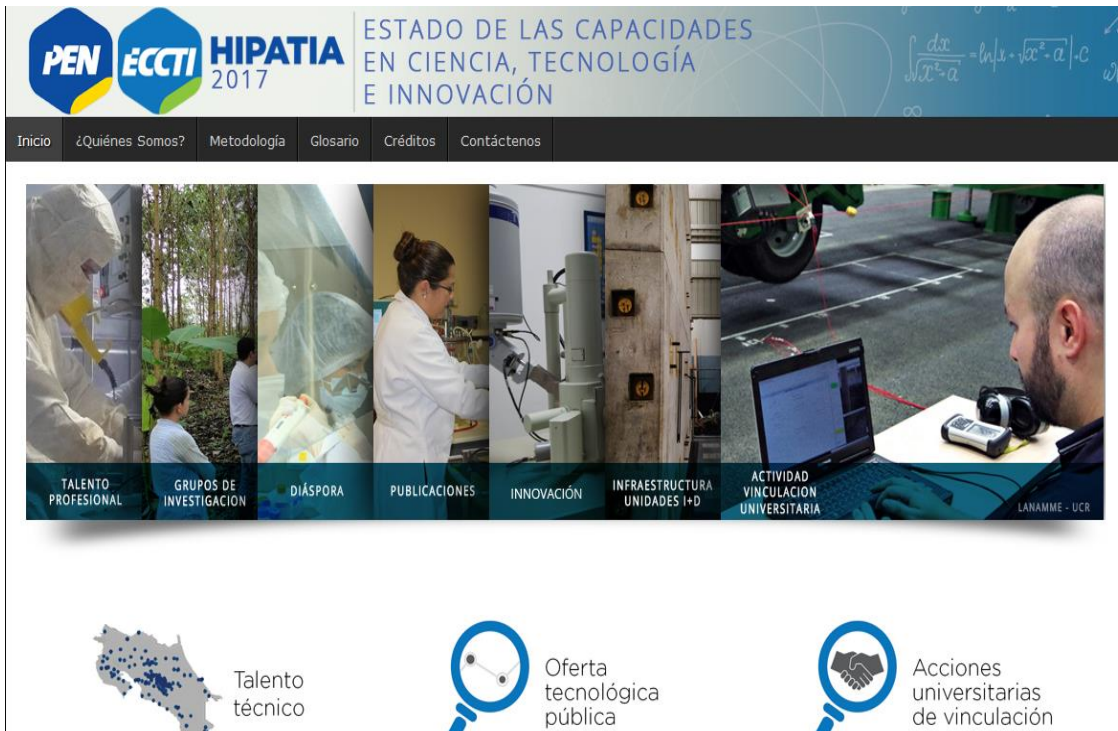 PEN
ECCTI
HIPATIA
2017
ESTADO DE LAS CAPACIDADES
EN CIENCIA, TECNOLOGÍA
E INNOVACIÓN
Inicio ¿Quiénes Somos? Metodología Glosario Créditos Contáctenos
TALENTO
PROFESIONAL
GRUPOS DE
INVESTIGACION
DIÁSPORA
PUBLICACIONES
INNOVACIÓN
INFRAESTRUCTURA
UNIDADES I+D
ACTIVIDAD
VINCULACION
UNIVERSITARIA
LANAMME - UCR
Talento
técnico
Oferta
tecnológica
pública
Acciones
universitarias
de vinculación